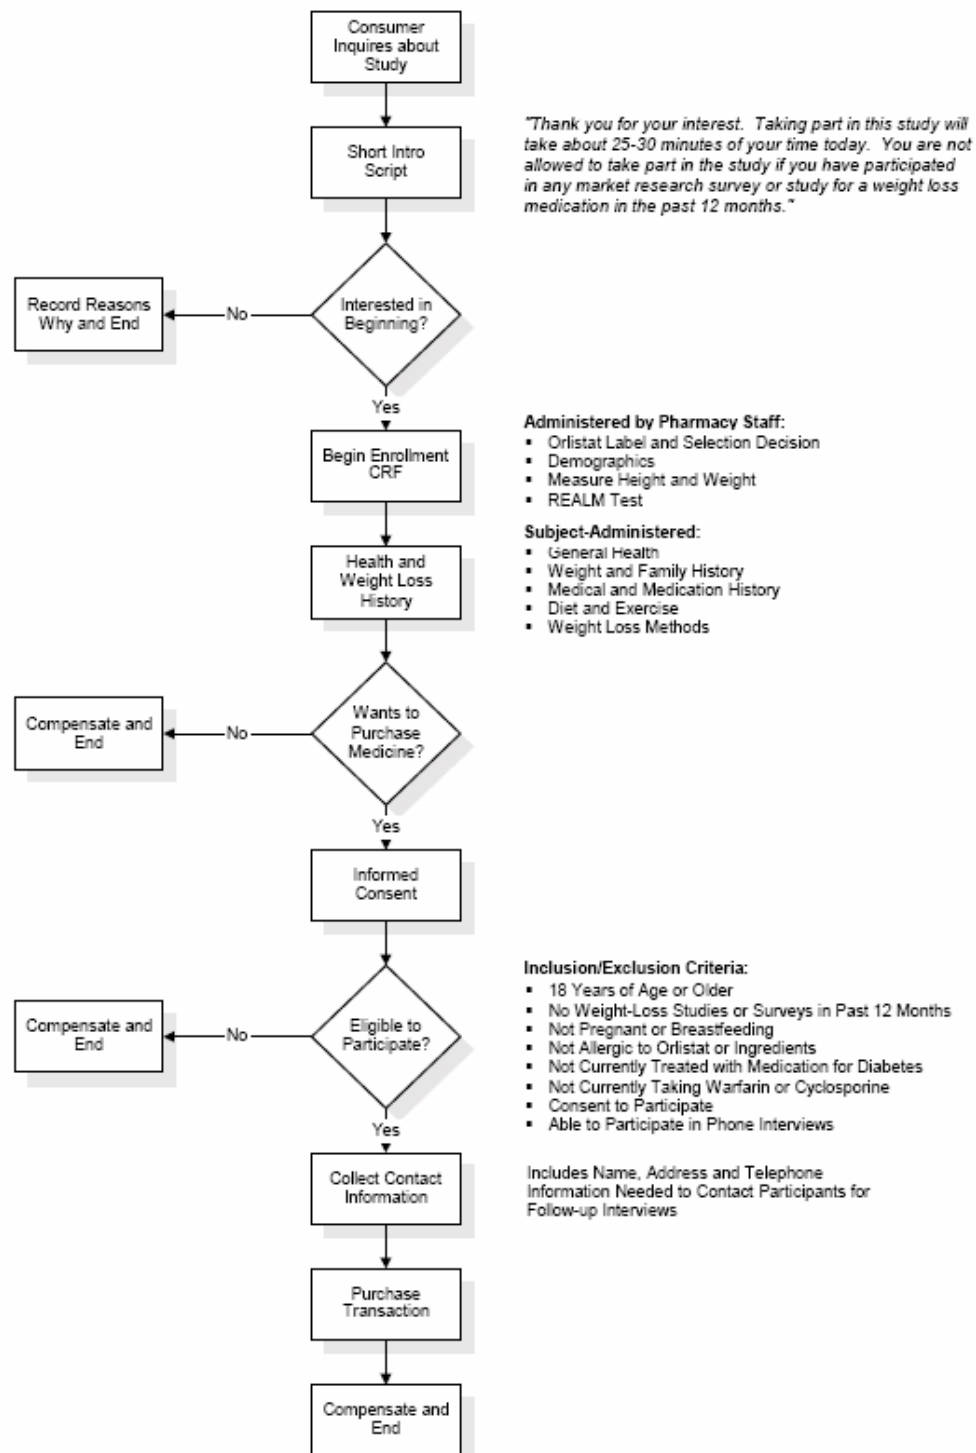 Consumer
Inquires about
Study
Short Intro
Script
"Thank you for your interest. Taking part in this study will
take about 25-30 minutes of your time today. You are not
allowed to take part in the study if you have participated
in any market research survey or study for a weight loss
medication in the past 12 months."
Interested in
Beginning?
No
Record Reasons
Why and End
Yes
Begin Enrollment
CRF
Administered by Pharmacy Staff:
▪ Orlistat Label and Selection Decision
▪ Demographics
▪ Measure Height and Weight
▪ REALM Test
Health and
Weight Loss
History
Subject-Administered:
▪ General Health
▪ Weight and Family History
▪ Medical and Medication History
▪ Diet and Exercise
▪ Weight Loss Methods
Wants to
Purchase
Medicine?
No
Compensate and
End
Yes
Informed
Consent
Eligible to
Participate?
No
Compensate and
End
Inclusion/Exclusion Criteria:
▪ 18 Years of Age or Older
▪ No Weight-Loss Studies or Surveys in Past 12 Months
▪ Not Pregnant or Breastfeeding
▪ Not Allergic to Orlistat or Ingredients
▪ Not Currently Treated with Medication for Diabetes
▪ Not Currently Taking Warfarin or Cyclosporine
▪ Consent to Participate
▪ Able to Participate in Phone Interviews
Yes
Collect Contact
Information
Includes Name, Address and Telephone
Information Needed to Contact Participants for
Follow-up Interviews
Purchase
Transaction
Compensate and
End